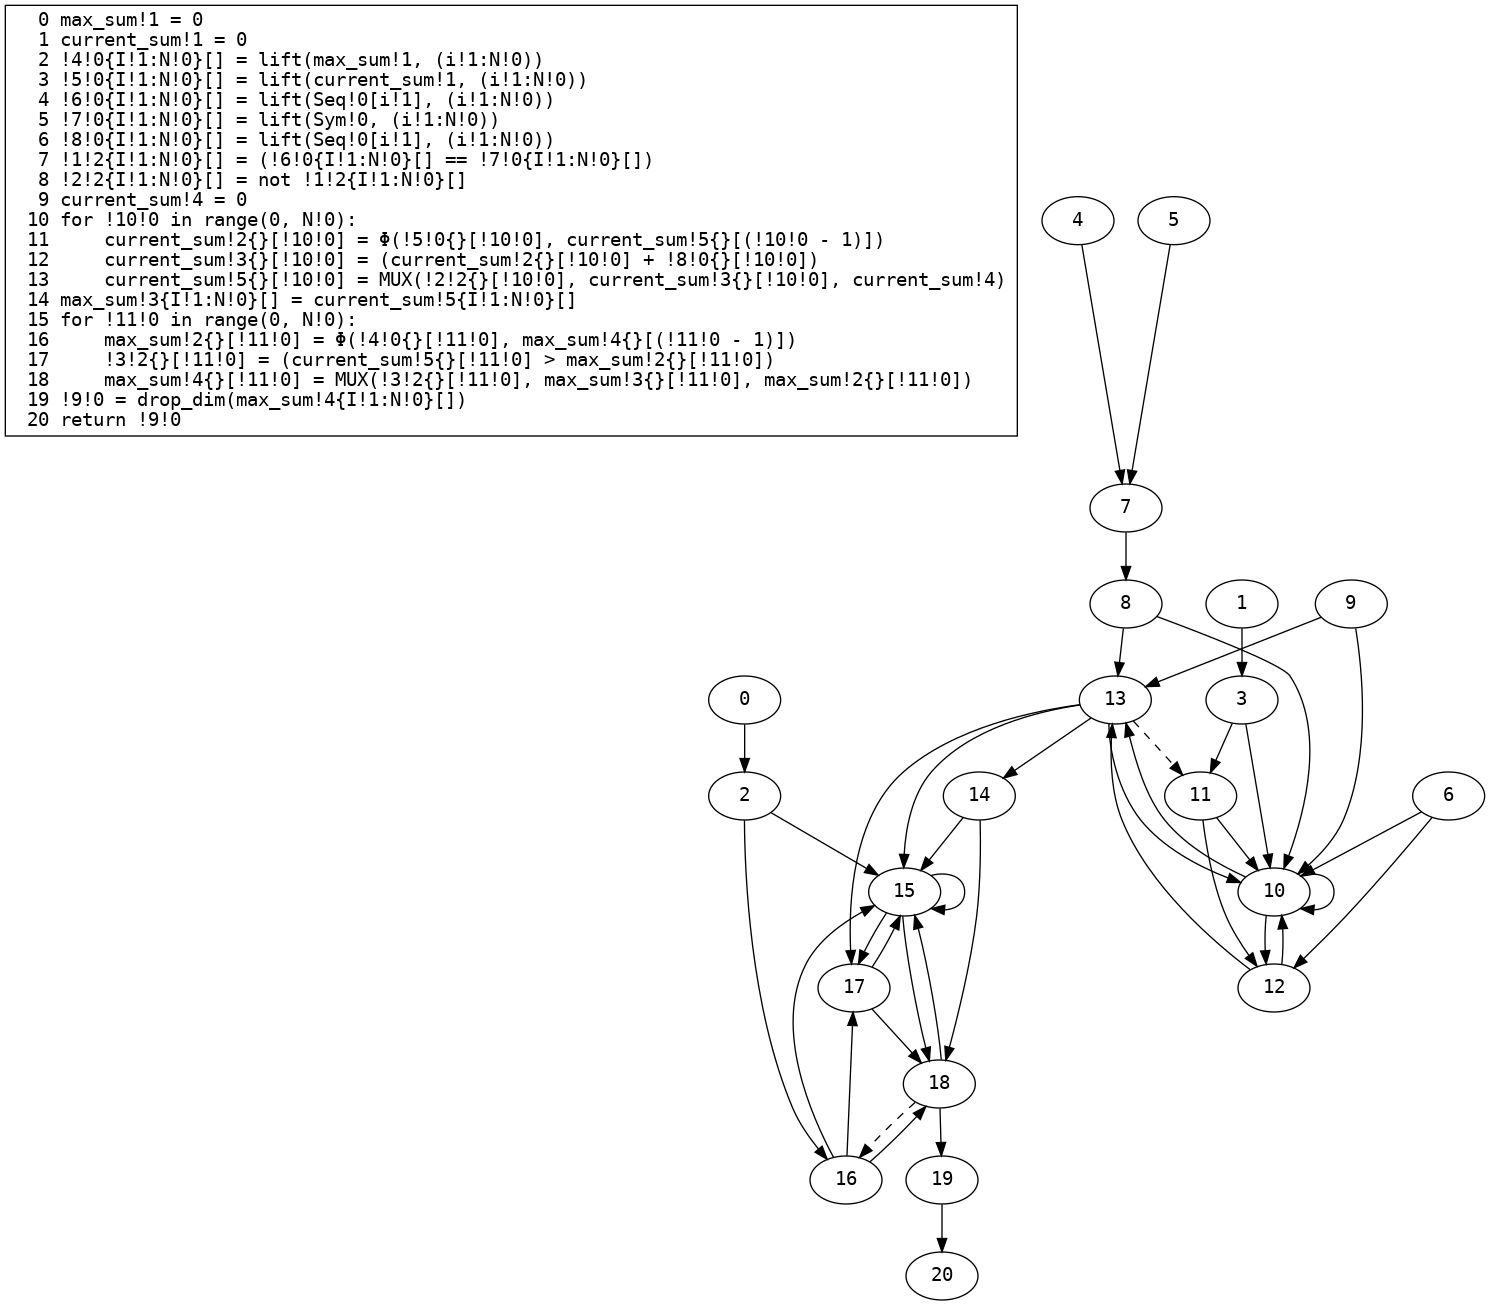 0 max_sum!1 = 0
1 current_sum!1 = 0
2 !4!0{I!1:N!0}[] = lift(max_sum!1, (i!1:N!0))
3 !5!0{I!1:N!0}[] = lift(current_sum!1, (i!1:N!0))
4 !6!0{I!1:N!0}[] = lift(Seq!0[i!1], (i!1:N!0))
5 !7!0{I!1:N!0}[] = lift(Sym!0, (i!1:N!0))
6 !8!0{I!1:N!0}[] = lift(Seq!0[i!1], (i!1:N!0))
7 !1!2{I!1:N!0}[] = (!6!0{I!1:N!0}[] == !7!0{I!1:N!0}[])
8 !2!2{I!1:N!0}[] = not !1!2{I!1:N!0}[]
9 current_sum!4 = 0
10 for !10!0 in range(0, N!0):
11     current_sum!2{}[!10!0] = Φ(!5!0{}[!10!0], current_sum!5{}[(!10!0 - 1)])
12     current_sum!3{}[!10!0] = (current_sum!2{}[!10!0] + !8!0{}[!10!0])
13     current_sum!5{}[!10!0] = MUX(!2!2{}[!10!0], current_sum!3{}[!10!0], current_sum!4)
14 max_sum!3{I!1:N!0}[] = current_sum!5{I!1:N!0}[]
15 for !11!0 in range(0, N!0):
16     max_sum!2{}[!11!0] = Φ(!4!0{}[!11!0], max_sum!4{}[(!11!0 - 1)])
17     !3!2{}[!11!0] = (current_sum!5{}[!11!0] > max_sum!2{}[!11!0])
18     max_sum!4{}[!11!0] = MUX(!3!2{}[!11!0], max_sum!3{}[!11!0], max_sum!2{}[!11!0])
19 !9!0 = drop_dim(max_sum!4{I!1:N!0}[])
20 return !9!0
4
5
7
8
1
9
0
13
3
2
14
11
6
15
10
17
12
18
16
19
20